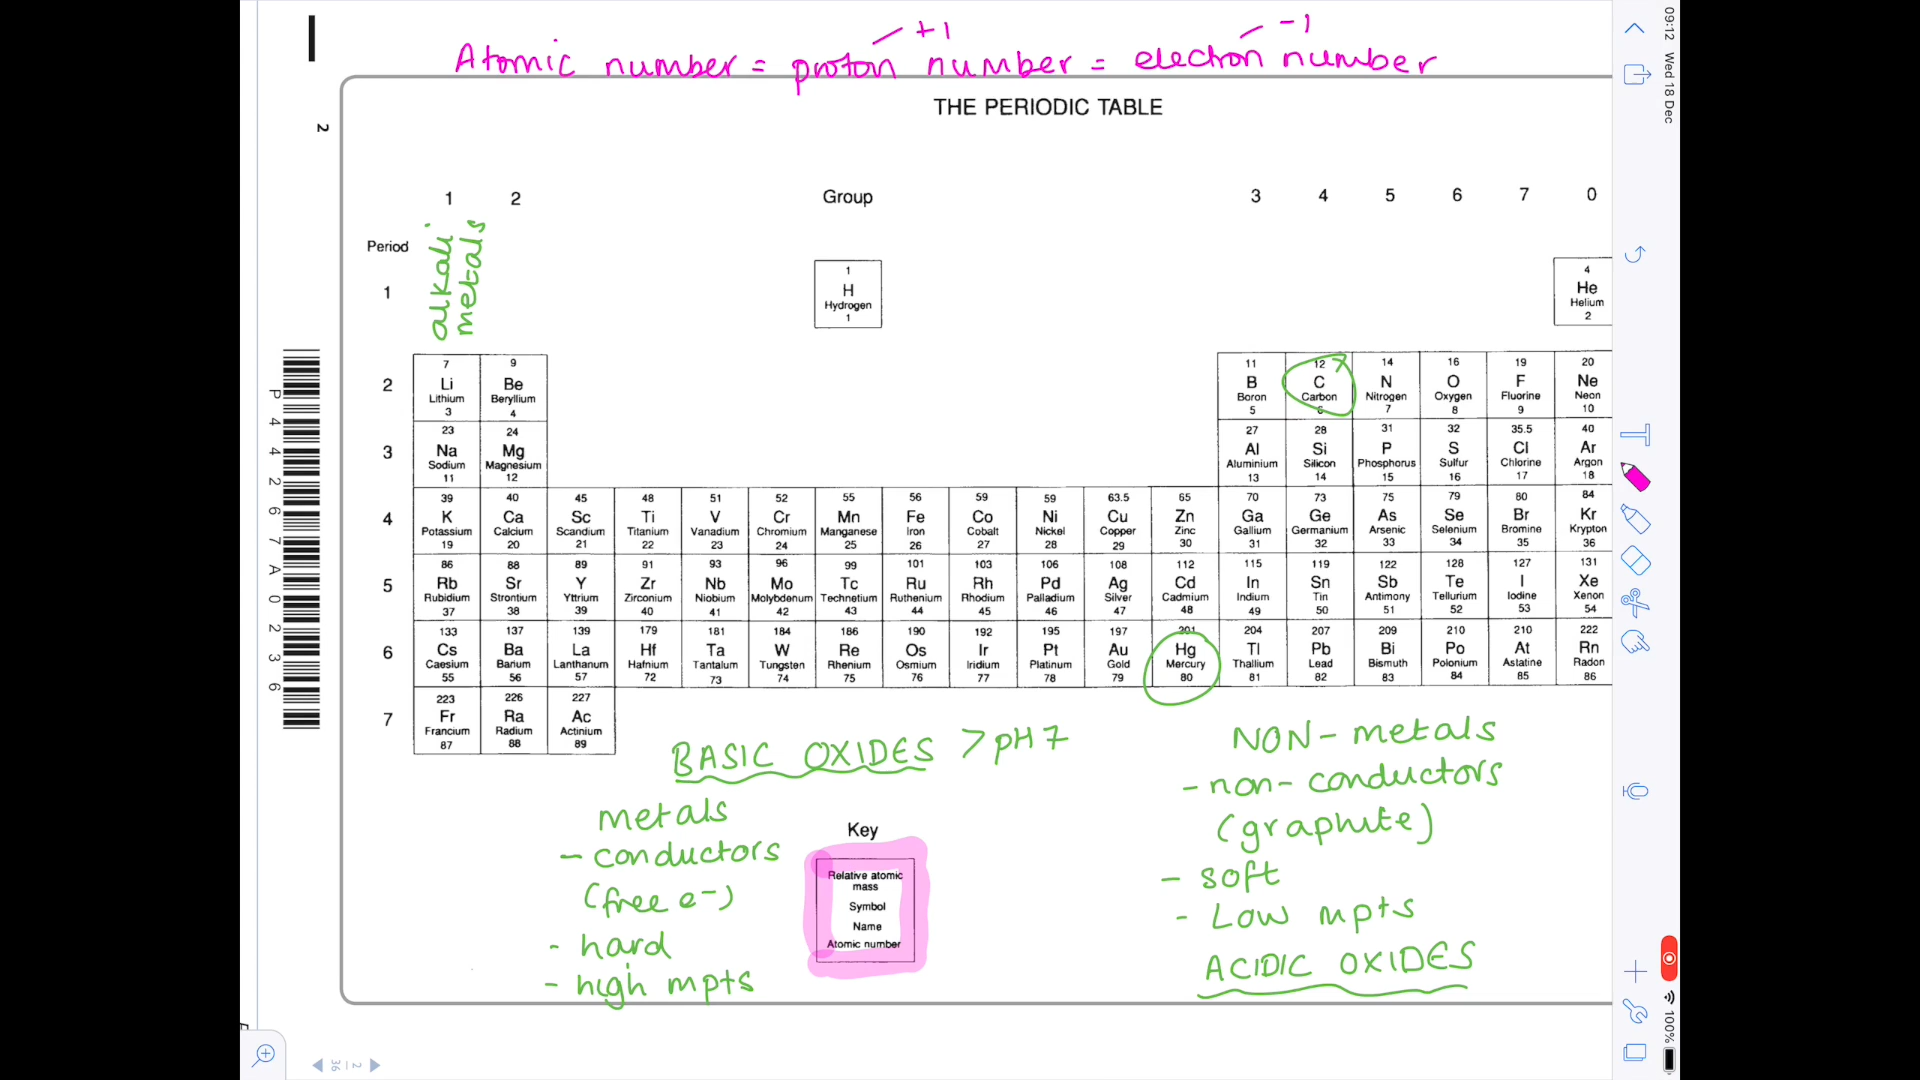 +1 -1
Atomic number = proton number = electron number
THE PERIODIC TABLE
2
1 2 Group 3 4 5 6 7 0
alkali
metals
Period
1
1
H
Hydrogen
1
4
He
Helium
2
2
7 9 11 12 14 16 19 20
Li Be B C N O F Ne
Lithium Beryllium Boron Carbon Nitrogen Oxygen Fluorine Neon
3 4 5 6 7 8 9 10
3
23 24 27 28 31 32 35.5 40
Na Mg Al Si P S Cl Ar
Sodium Magnesium Aluminium Silicon Phosphorus Sulfur Chlorine Argon
11 12 13 14 15 16 17 18
4
39 40 45 48 51 52 55 56 59 59 63.5 65 70 73 75 79 80 84
K Ca Sc Ti V Cr Mn Fe Co Ni Cu Zn Ga Ge As Se Br Kr
Potassium Calcium Scandium Titanium Vanadium Chromium Manganese Iron Cobalt Nickel Copper Zinc Gallium Germanium Arsenic Selenium Bromine Krypton
19 20 21 22 23 24 25 26 27 28 29 30 31 32 33 34 35 36
5
86 88 89 91 93 96 99 101 103 106 108 112 115 119 122 128 127 131
Rb Sr Y Zr Nb Mo Tc Ru Rh Pd Ag Cd In Sn Sb Te I Xe
Rubidium Strontium Yttrium Zirconium Niobium Molybdenum Technetium Ruthenium Rhodium Palladium Silver Cadmium Indium Tin Antimony Tellurium Iodine Xenon
37 38 39 40 41 42 43 44 45 46 47 48 49 50 51 52 53 54
6
133 137 139 179 181 184 186 190 192 195 197 201 204 207 209 210 210 222
Cs Ba La Hf Ta W Re Os Ir Pt Au Hg Tl Pb Bi Po At Rn
Caesium Barium Lanthanum Hafnium Tantalum Tungsten Rhenium Osmium Iridium Platinum Gold Mercury Thallium Lead Bismuth Polonium Astatine Radon
55 56 57 72 73 74 75 76 77 78 79 80 81 82 83 84 85 86
7
223 226 227
Fr Ra Ac
Francium Radium Actinium
87 88 89
BASIC OXIDES > pH 7
metals
- conductors
(free e-)
- hard
- high mpts
Key
Relative atomic
mass
Symbol
Name
Atomic number
NON-metals
- non-conductors
(graphite)
- soft
- Low mpts
ACIDIC OXIDES
P44267A0236
09:12 Wed 18 Dec
100%
2 | 36